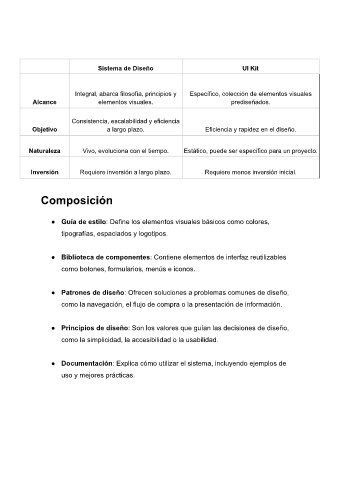 Sistema de Diseño UI Kit
Integral, abarca filosofía, principios y Específico, colección de elementos visuales
Alcance elementos visuales. prediseñados.
Consistencia, escalabilidad y eficiencia
Objetivo a largo plazo. Eficiencia y rapidez en el diseño.
Naturaleza Vivo, evoluciona con el tiempo. Estático, puede ser específico para un proyecto.
Inversión Requiere inversión a largo plazo. Requiere menos inversión inicial.
Composición
● Guía de estilo: Define los elementos visuales básicos como colores,
tipografías, espaciados y logotipos.
● Biblioteca de componentes: Contiene elementos de interfaz reutilizables
como botones, formularios, menús e iconos.
● Patrones de diseño: Ofrecen soluciones a problemas comunes de diseño,
como la navegación, el flujo de compra o la presentación de información.
● Principios de diseño: Son los valores que guían las decisiones de diseño,
como la simplicidad, la accesibilidad o la usabilidad.
● Documentación: Explica cómo utilizar el sistema, incluyendo ejemplos de
uso y mejores prácticas.